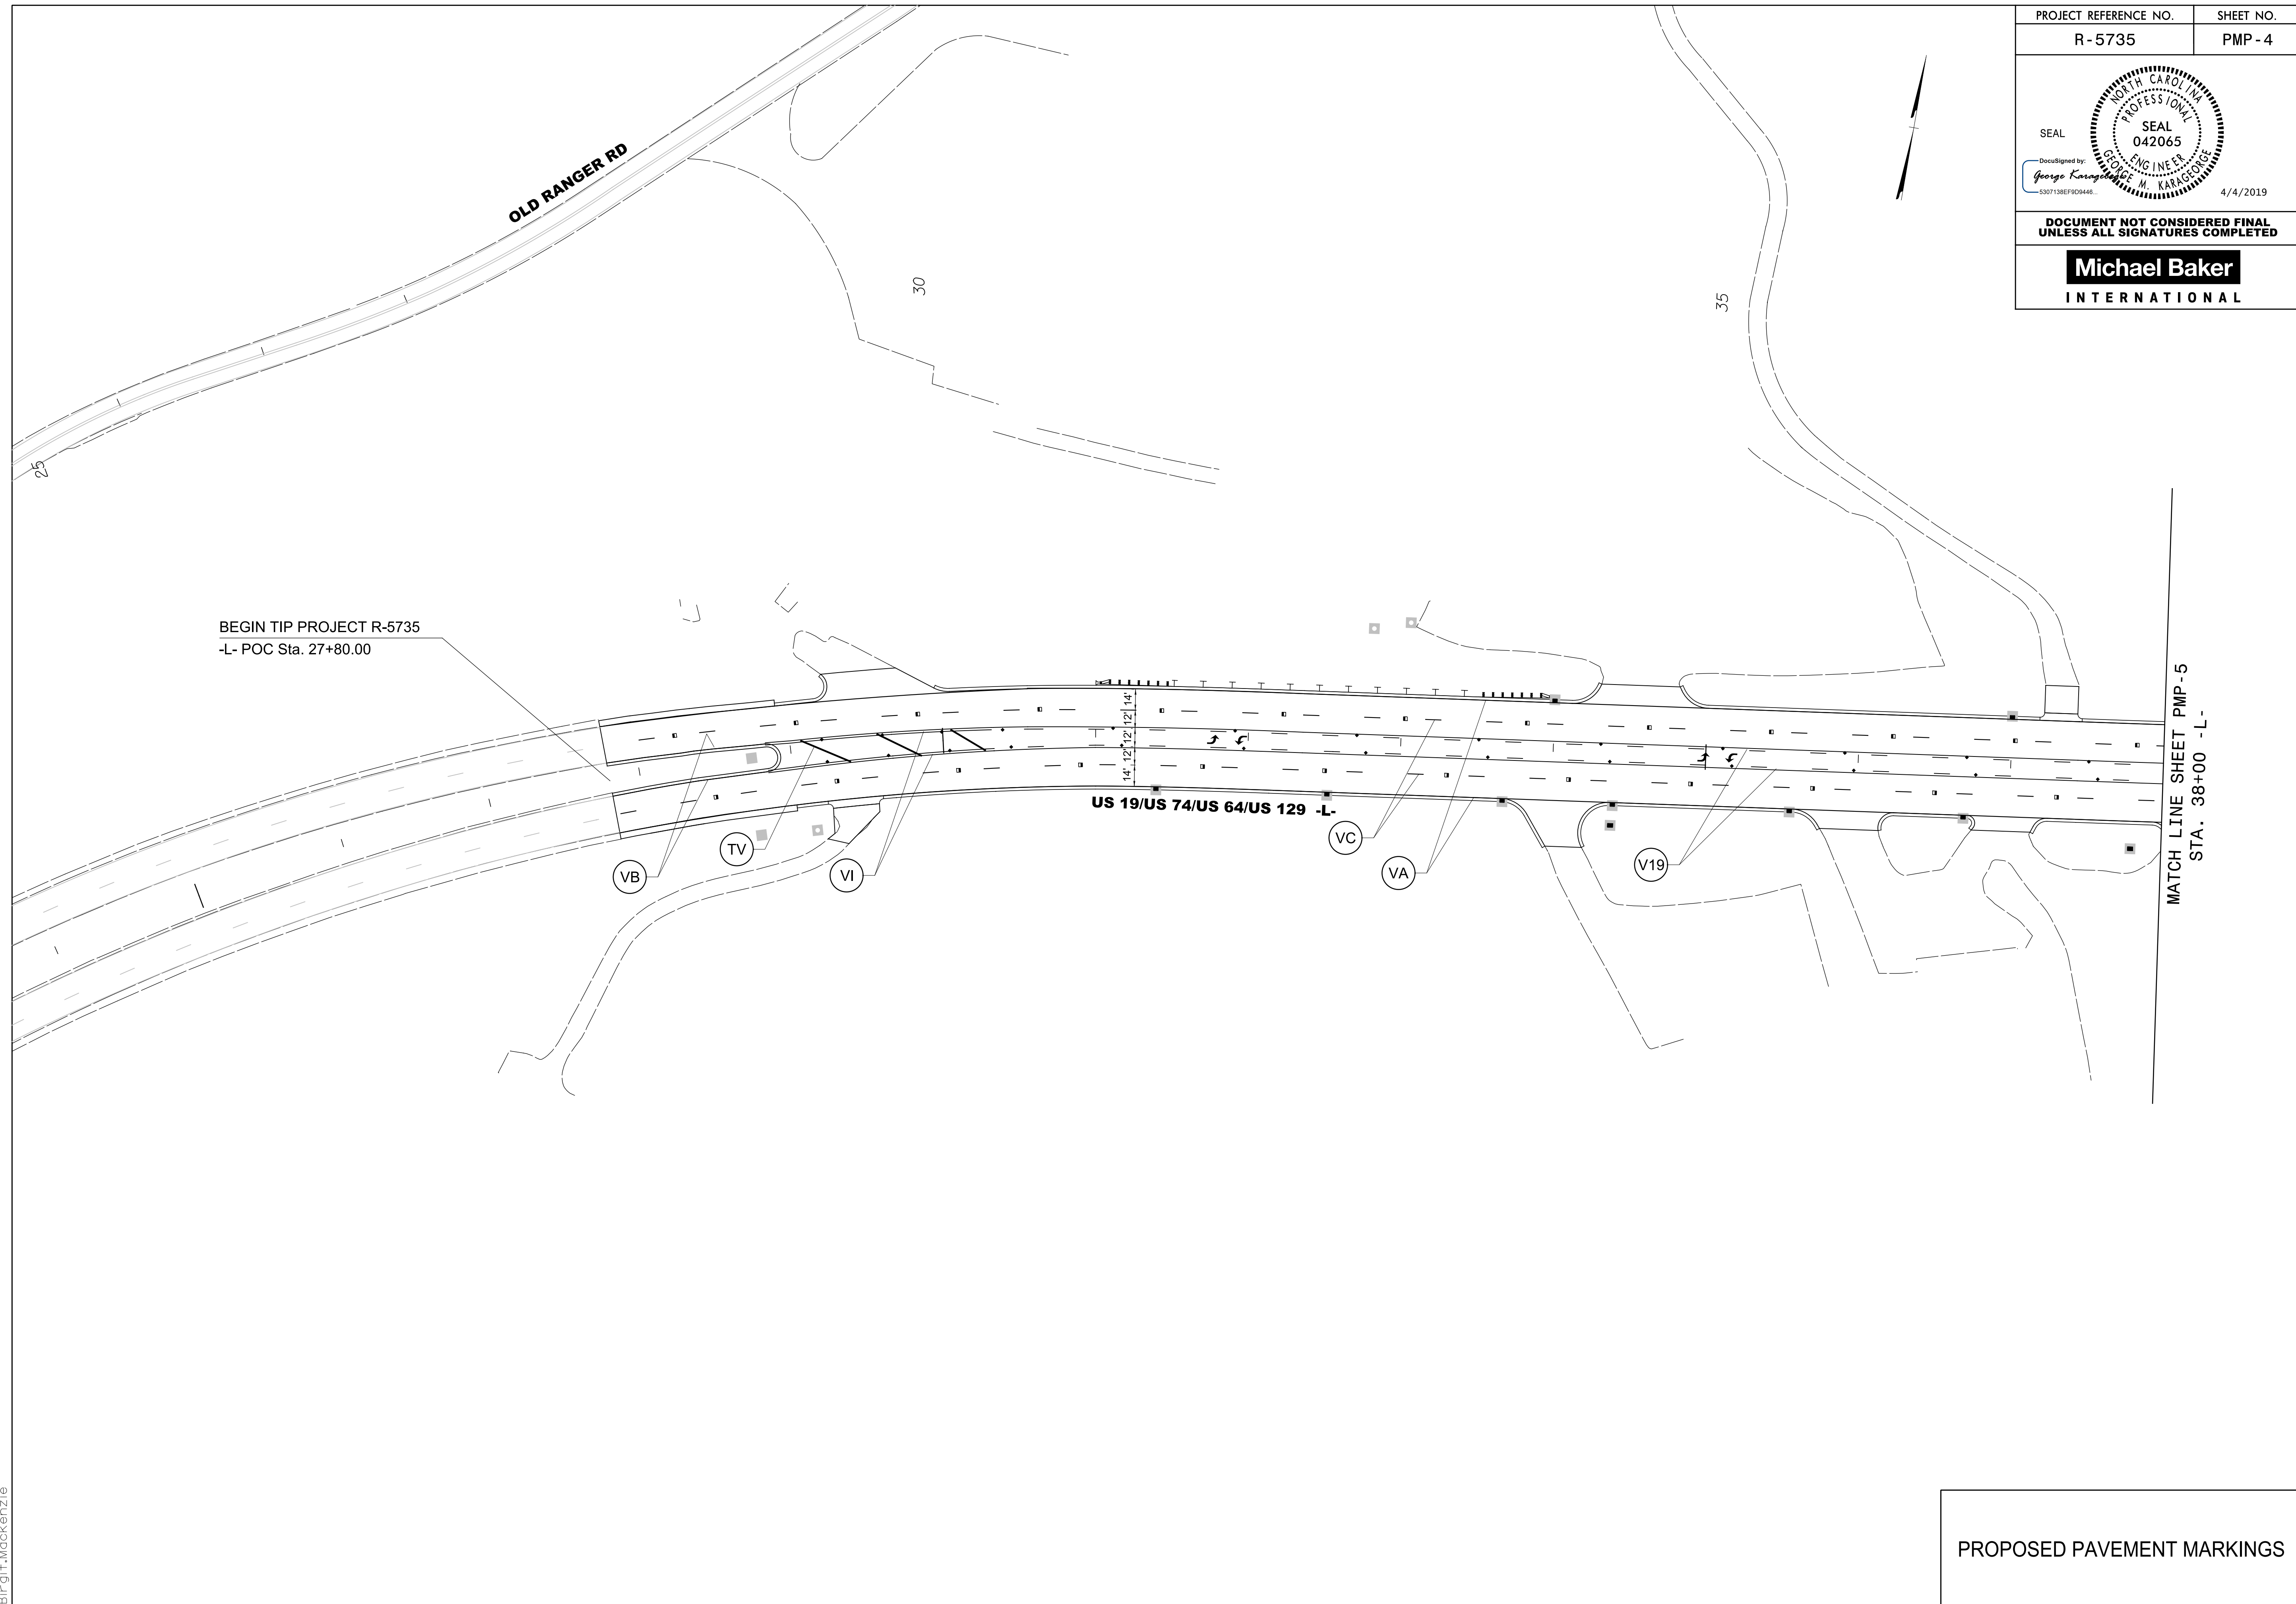 PROJECT REFERENCE NO.
SHEET NO.
R-5735
PMP-4
NORTH CAROLINA
PROFESSIONAL
SEAL
042065
ENGINEER
GEORGE M. KARAGEORGE
SEAL
DocuSigned by:
5307138EF9D9446...
4/4/2019
DOCUMENT NOT CONSIDERED FINAL
UNLESS ALL SIGNATURES COMPLETED
Michael Baker
INTERNATIONAL
OLD RANGER RD
25
30
35
BEGIN TIP PROJECT R-5735
-L- POC Sta. 27+80.00
14'
12'
12'
12'
14'
US 19/US 74/US 64/US 129 -L-
VB
TV
VI
VC
VA
V19
MATCH LINE SHEET PMP-5
STA. 38+00 -L-
PROPOSED PAVEMENT MARKINGS
Birgit.Mackenzie